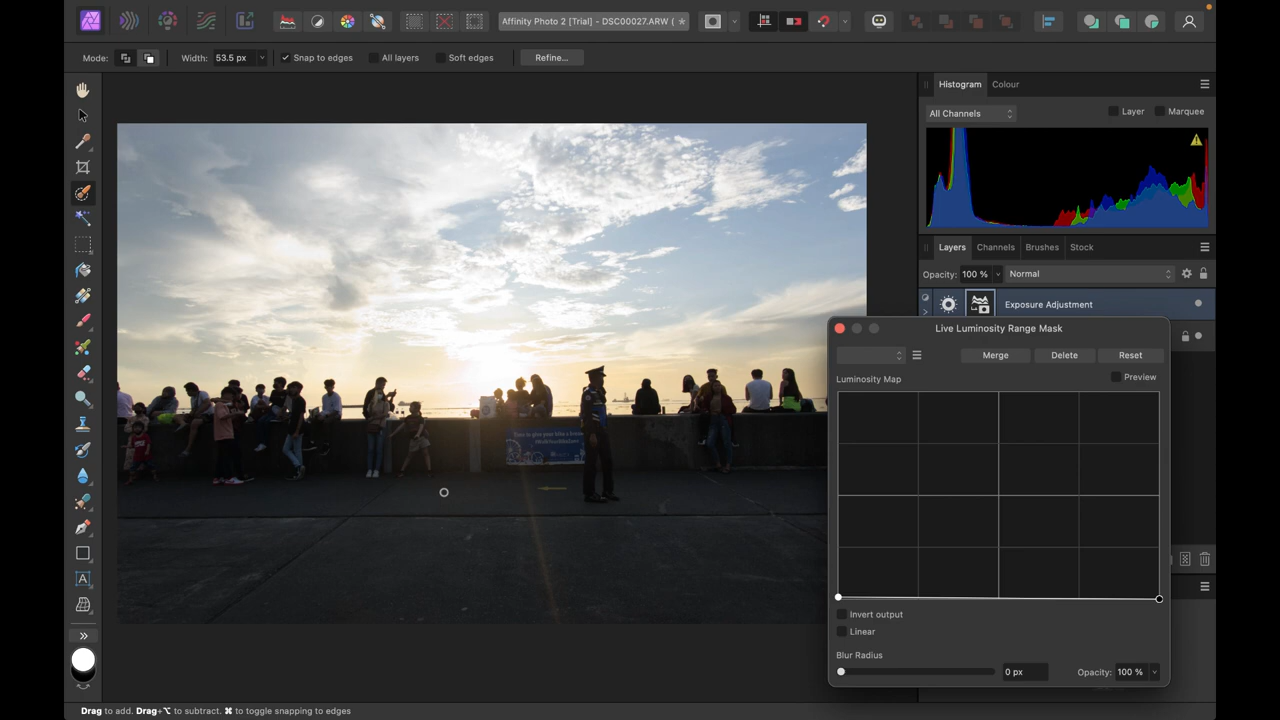 Affinity Photo 2 [Trial] - DSC00027.ARW (
Mode:
Width: 53.5 px
Snap to edges
All layers
Soft edges
Refine...
Histogram
Colour
All Channels
Layer
Marquee
Layers
Channels
Brushes
Stock
Opacity: 100 %
Normal
Exposure Adjustment
Live Luminosity Range Mask
Merge
Delete
Reset
Luminosity Map
Preview
Invert output
Linear
Blur Radius
0 px
Opacity: 100 %
A
Drag to add. Drag+⌥ to subtract. ⌘ to toggle snapping to edges